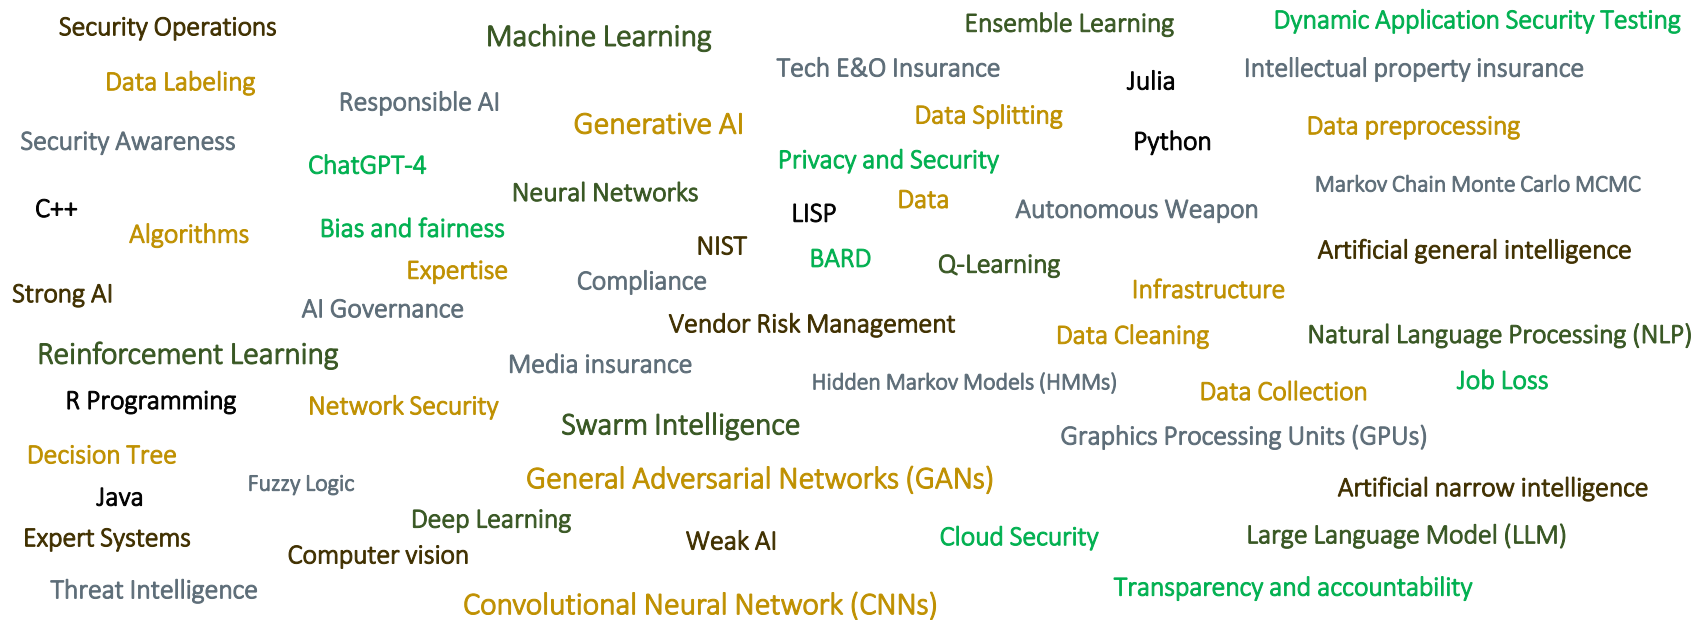 Security Operations
Machine Learning
Ensemble Learning
Dynamic Application Security Testing
Data Labeling
Tech E&O Insurance
Julia
Intellectual property insurance
Responsible AI
Generative AI
Data Splitting
Data preprocessing
Security Awareness
Python
ChatGPT-4
Privacy and Security
Neural Networks
Markov Chain Monte Carlo MCMC
C++
LISP
Data
Autonomous Weapon
Algorithms
Bias and fairness
NIST
BARD
Q-Learning
Artificial general intelligence
Expertise
Compliance
Infrastructure
Strong AI
AI Governance
Vendor Risk Management
Data Cleaning
Natural Language Processing (NLP)
Reinforcement Learning
Media insurance
Hidden Markov Models (HMMs)
Data Collection
Job Loss
R Programming
Network Security
Swarm Intelligence
Graphics Processing Units (GPUs)
Decision Tree
Fuzzy Logic
General Adversarial Networks (GANs)
Artificial narrow intelligence
Java
Deep Learning
Expert Systems
Computer vision
Weak AI
Cloud Security
Large Language Model (LLM)
Threat Intelligence
Convolutional Neural Network (CNNs)
Transparency and accountability